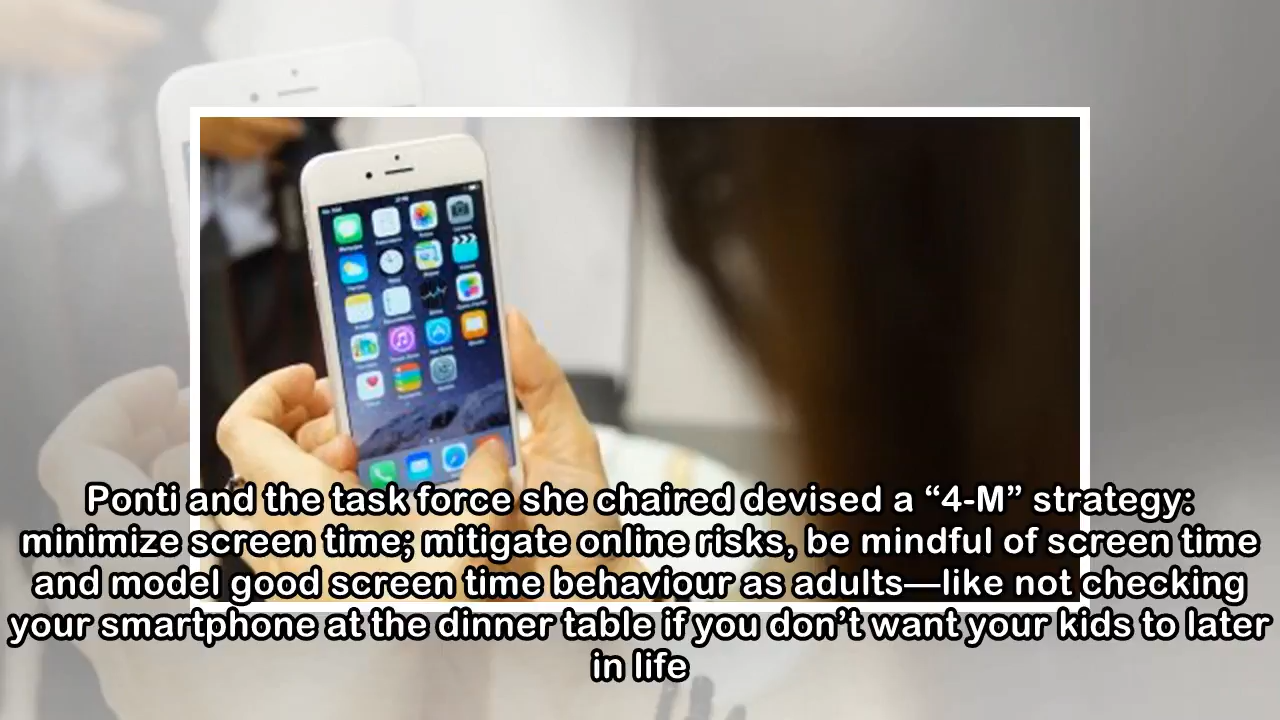 Ponti and the task force she chaired devised a “4-M” strategy:
minimize screen time; mitigate online risks, be mindful of screen time
and model good screen time behaviour as adults—like not checking
your smartphone at the dinner table if you don’t want your kids to later
in life